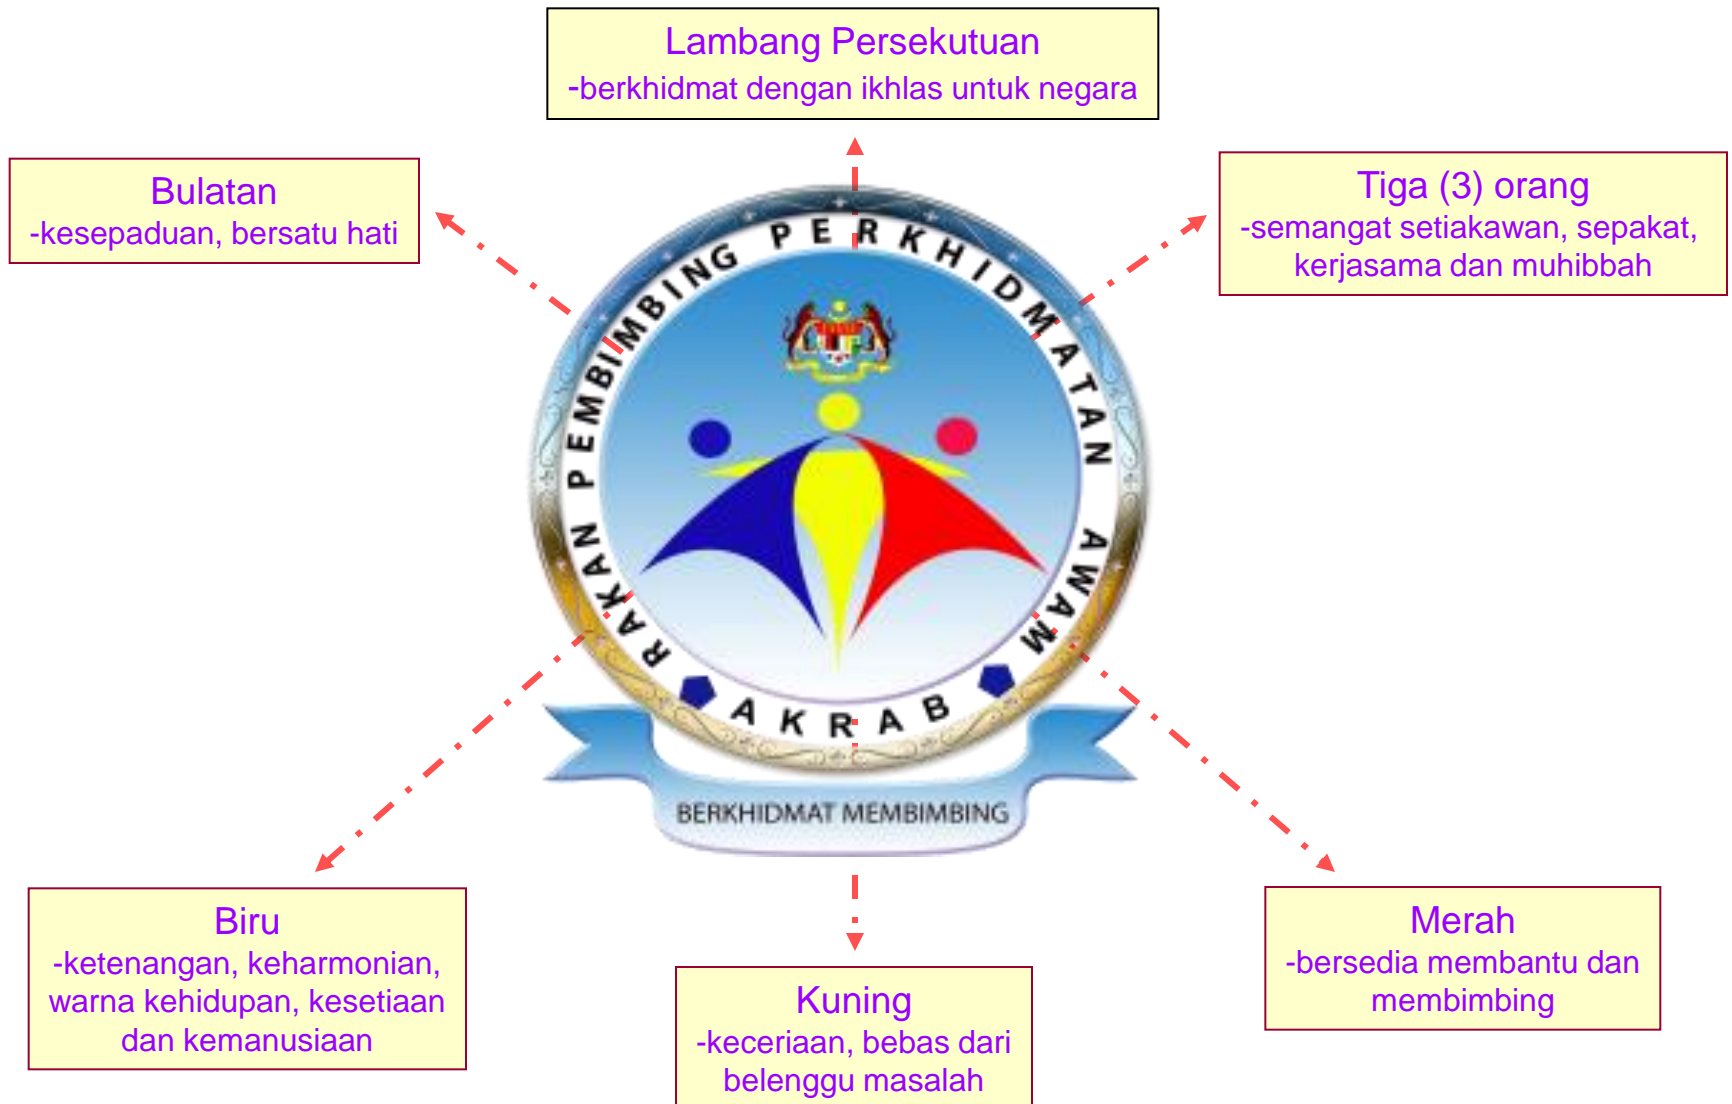 Lambang Persekutuan
-berkhidmat dengan ikhlas untuk negara
Bulatan
-kesepaduan, bersatu hati
Tiga (3) orang
-semangat setiakawan, sepakat,
kerjasama dan muhibbah
RAKAN PEMBIMBING PERKHIDMATAN AWAM
AKRAB
BERKHIDMAT MEMBIMBING
Biru
-ketenangan, keharmonian,
warna kehidupan, kesetiaan
dan kemanusiaan
Kuning
-keceriaan, bebas dari
belenggu masalah
Merah
-bersedia membantu dan
membimbing